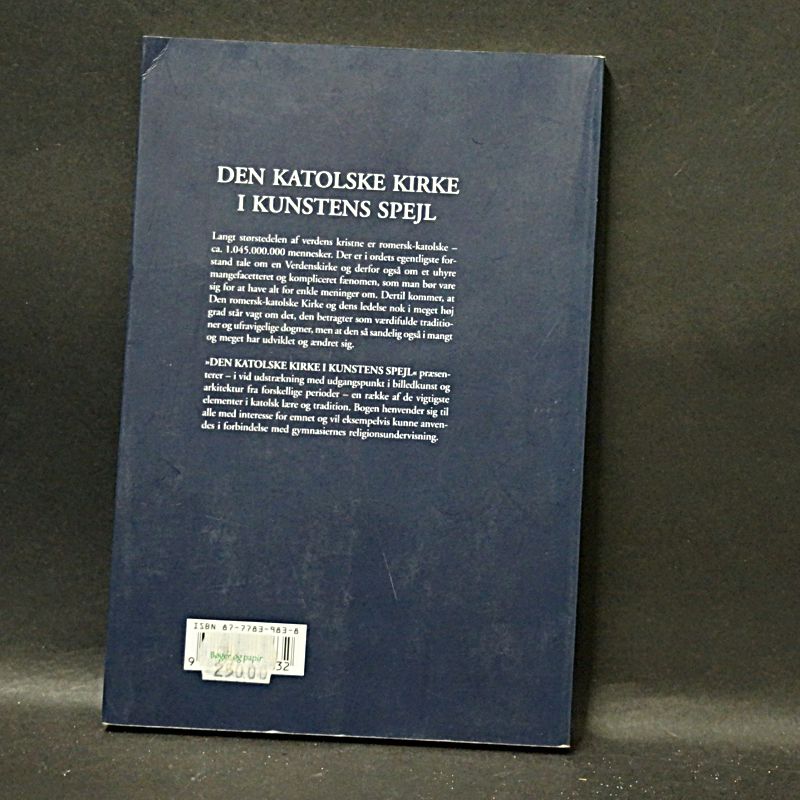 DEN KATOLSKE KIRKE
I KUNSTENS SPEJL
Langt størstedelen af verdens kristne er romersk-katolske –
ca. 1.045.000.000 mennesker. Der er i ordets egentligste for-
stand tale om en Verdenskirke og derfor også om et uhyre
mangefacetteret og kompliceret fænomen, som man bør vare
sig for at have alt for enkle meninger om. Dertil kommer, at
Den romersk-katolske Kirke og dens ledelse nok i meget høj
grad står vagt om det, den betragter som værdifulde traditio-
ner og ufravigelige dogmer, men at den så sandelig også i mangt
og meget har udviklet og ændret sig.
»DEN KATOLSKE KIRKE I KUNSTENS SPEJL« præsen-
terer – i vid udstrækning med udgangspunkt i billedkunst og
arkitektur fra forskellige perioder – en række af de vigtigste
elementer i katolsk lære og tradition. Bogen henvender sig til
alle med interesse for emnet og vil eksempelvis kunne anven-
des i forbindelse med gymnasiernes religionsundervisning.
ISBN 87-7783-983-8
Bøger og papir
9 32
250.00